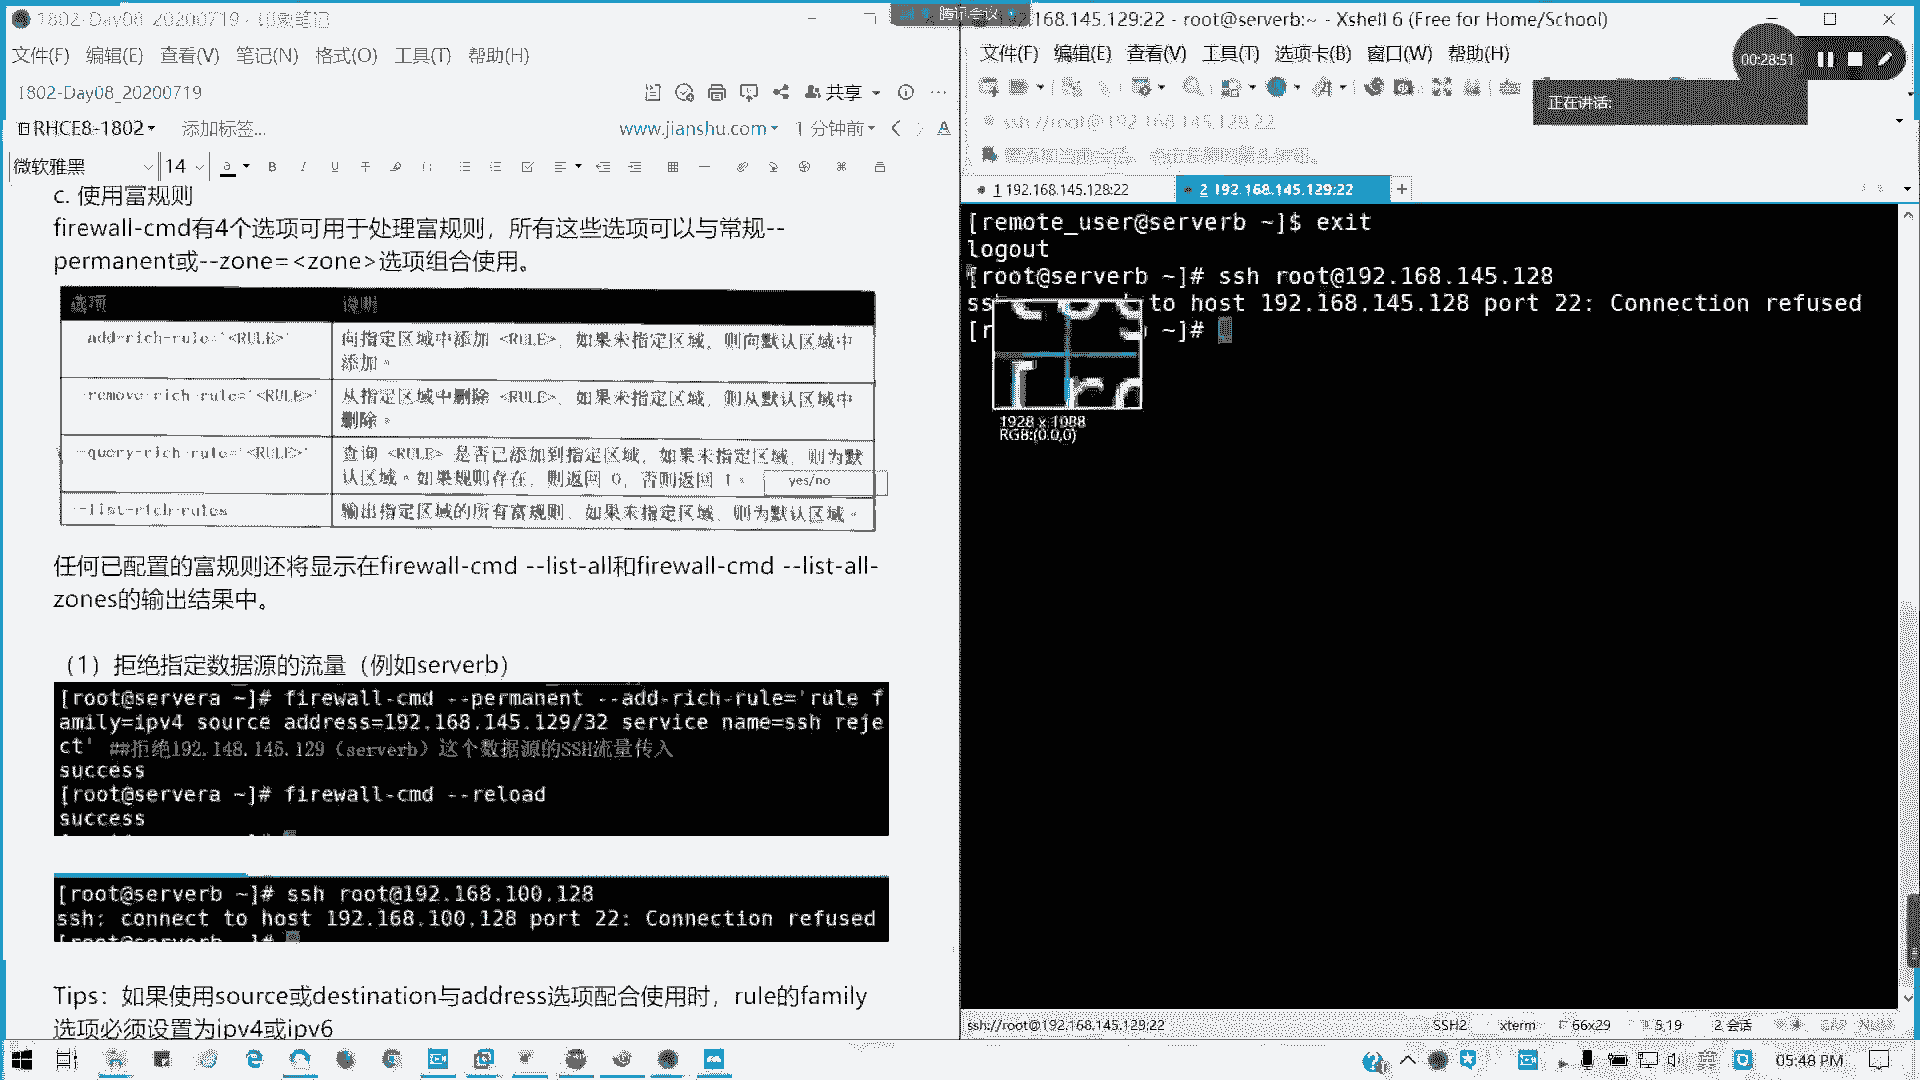 1802-Day08_20200719 - 印象笔记
文件(F) 编辑(E) 查看(V) 笔记(N) 格式(O) 工具(T) 帮助(H)
1802-Day08_20200719
共享
RHCE8-1802 添加标签...
www.jianshu.com 1 分钟前
微软雅黑 14
c. 使用富规则
firewall-cmd有4个选项可用于处理富规则，所有这些选项可以与常规--
permanent或--zone=<zone>选项组合使用。
选项 说明
--add-rich-rule='<RULE>' 向指定区域中添加 <RULE>，如果未指定区域，则向默认区域中
添加。
--remove-rich-rule='<RULE>' 从指定区域中删除 <RULE>，如果未指定区域，则从默认区域中
删除。
--query-rich-rule='<RULE>' 查询 <RULE> 是否已添加到指定区域，如果未指定区域，则为默
认区域。如果规则存在，则返回 0，否则返回 1。 yes/no
--list-rich-rules 输出指定区域的所有富规则，如果未指定区域，则为默认区域。
任何已配置的富规则还将显示在firewall-cmd --list-all和firewall-cmd --list-all-
zones的输出结果中。
（1）拒绝指定数据源的流量（例如serverb）
[root@servera ~]# firewall-cmd --permanent --add-rich-rule='rule f
amily=ipv4 source address=192.168.145.129/32 service name=ssh reje
ct' ##拒绝192.148.145.129（serverb）这个数据源的SSH流量传入
success
[root@servera ~]# firewall-cmd --reload
success
[root@serverb ~]# ssh root@192.168.100.128
ssh: connect to host 192.168.100.128 port 22: Connection refused
[root@serverb ~]#
Tips：如果使用source或destination与address选项配合使用时，rule的family
选项必须设置为ipv4或ipv6
腾讯会议
.168.145.129:22 - root@serverb:~ - Xshell 6 (Free for Home/School)
文件(F) 编辑(E) 查看(V) 工具(T) 选项卡(B) 窗口(W) 帮助(H)
00:28:51
正在讲话:
ssh://root@192.168.145.129:22
1 192.168.145.128:22
2 192.168.145.129:22
[remote_user@serverb ~]$ exit
logout
[root@serverb ~]# ssh root@192.168.145.128
ss to host 192.168.145.128 port 22: Connection refused
[r ~]#
1928 x 1088
RGB:(0,0,0)
ssh://root@192.168.145.129:22 SSH2 xterm 66x29 5,19 2 会话 CAP NUM
05:48 PM